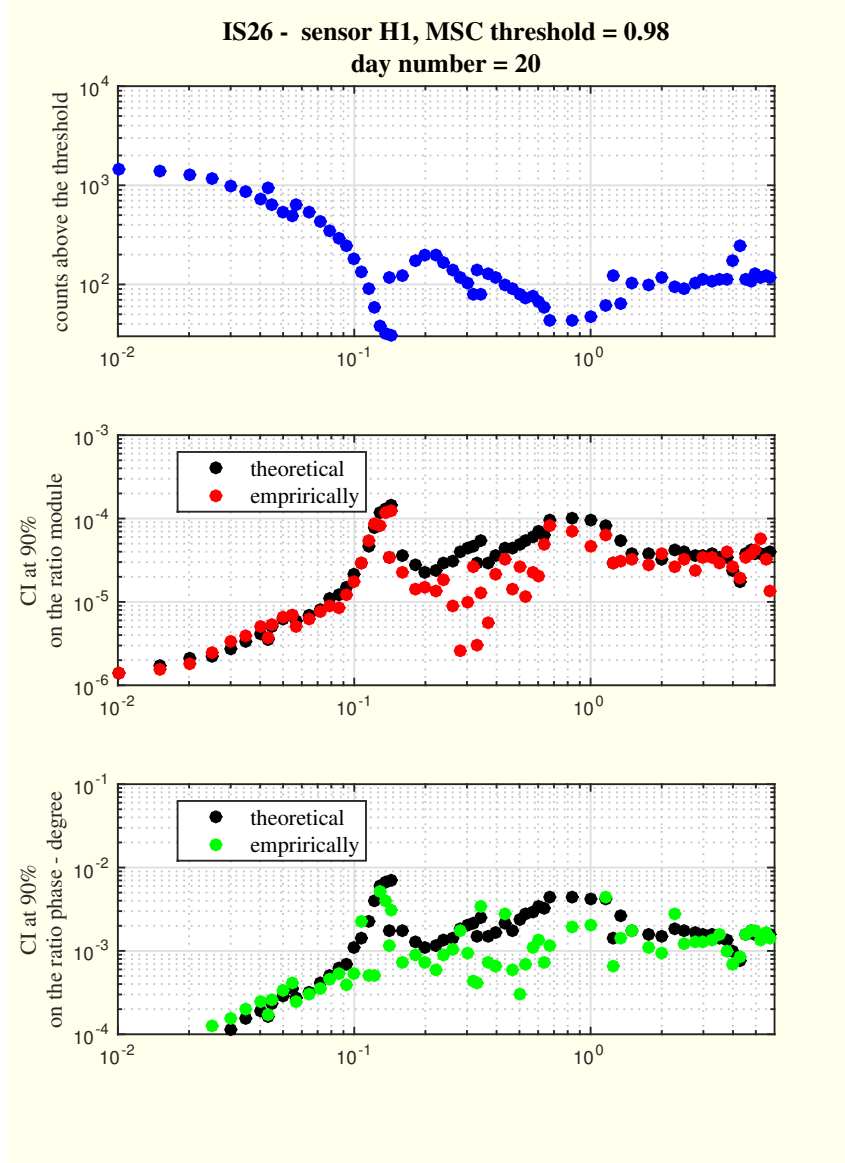 IS26 - sensor H1, MSC threshold = 0.98
day number = 20
counts above the threshold
10^4
10^3
10^2
10^-2
10^-1
10^0
CI at 90%
on the ratio module
10^-3
10^-4
10^-5
10^-6
theoretical
emprirically
10^-2
10^-1
10^0
CI at 90%
on the ratio phase - degree
10^-1
10^-2
10^-3
10^-4
theoretical
emprirically
10^-2
10^-1
10^0